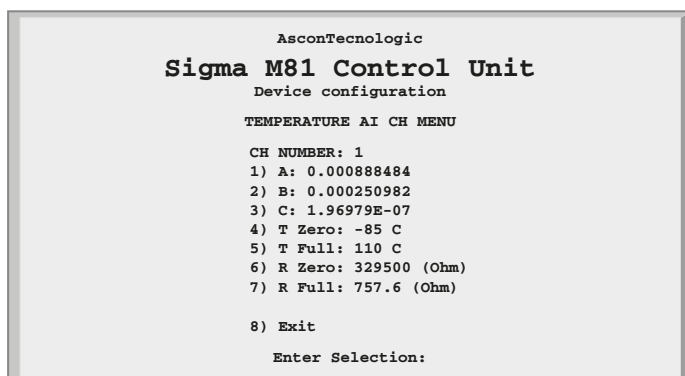 AsconTecnologic
Sigma M81 Control Unit
Device configuration
TEMPERATURE AI CH MENU
CH NUMBER: 1
1) A: 0.000888484
2) B: 0.000250982
3) C: 1.96979E-07
4) T Zero: -85 C
5) T Full: 110 C
6) R Zero: 329500 (Ohm)
7) R Full: 757.6 (Ohm)
8) Exit
Enter Selection: